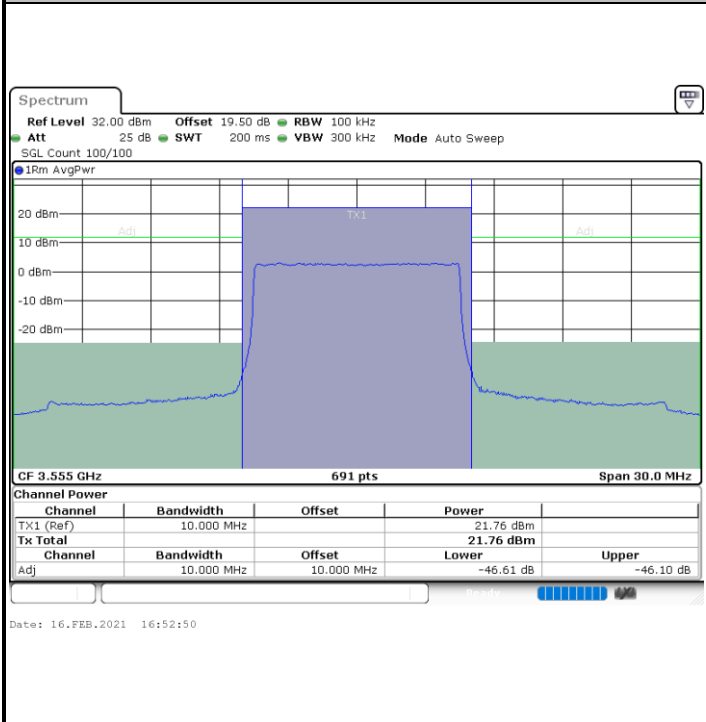 Spectrum
Ref Level 32.00 dBm Offset 19.50 dB RBW 100 kHz
Att 25 dB SWT 200 ms VBW 300 kHz Mode Auto Sweep
SGL Count 100/100
1Rm AvgPwr
20 dBm
TX1
Adj Adj
10 dBm
0 dBm
-10 dBm
-20 dBm
CF 3.555 GHz 691 pts Span 30.0 MHz
Channel Power
Channel Bandwidth Offset Power
TX1 (Ref) 10.000 MHz 21.76 dBm
Tx Total 21.76 dBm
Channel Bandwidth Offset Lower Upper
Adj 10.000 MHz 10.000 MHz -46.61 dB -46.10 dB
Ready
Date: 16.FEB.2021 16:52:50